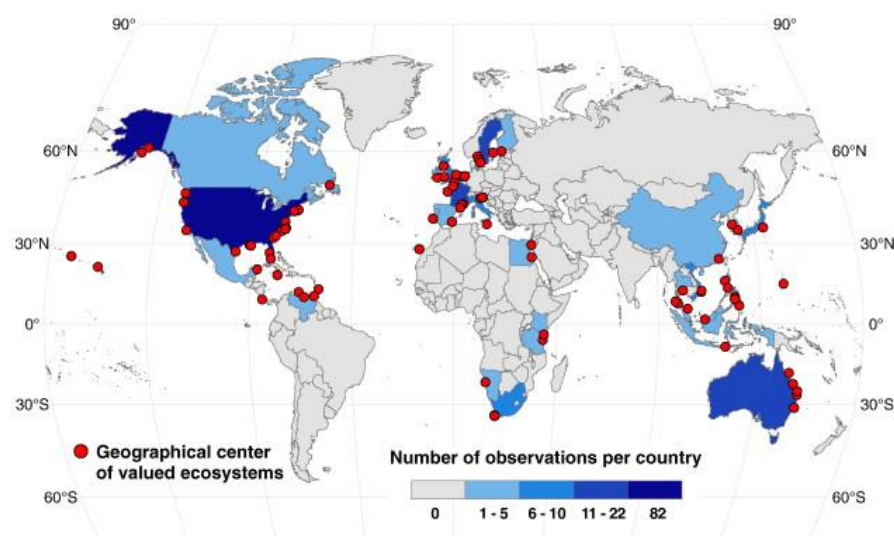 90°
90°
60°N
60°N
30°N
30°N
0°
0°
30°S
30°S
Geographical center
of valued ecosystems
Number of observations per country
0
1 - 5
6 - 10
11 - 22
82
60°S
60°S